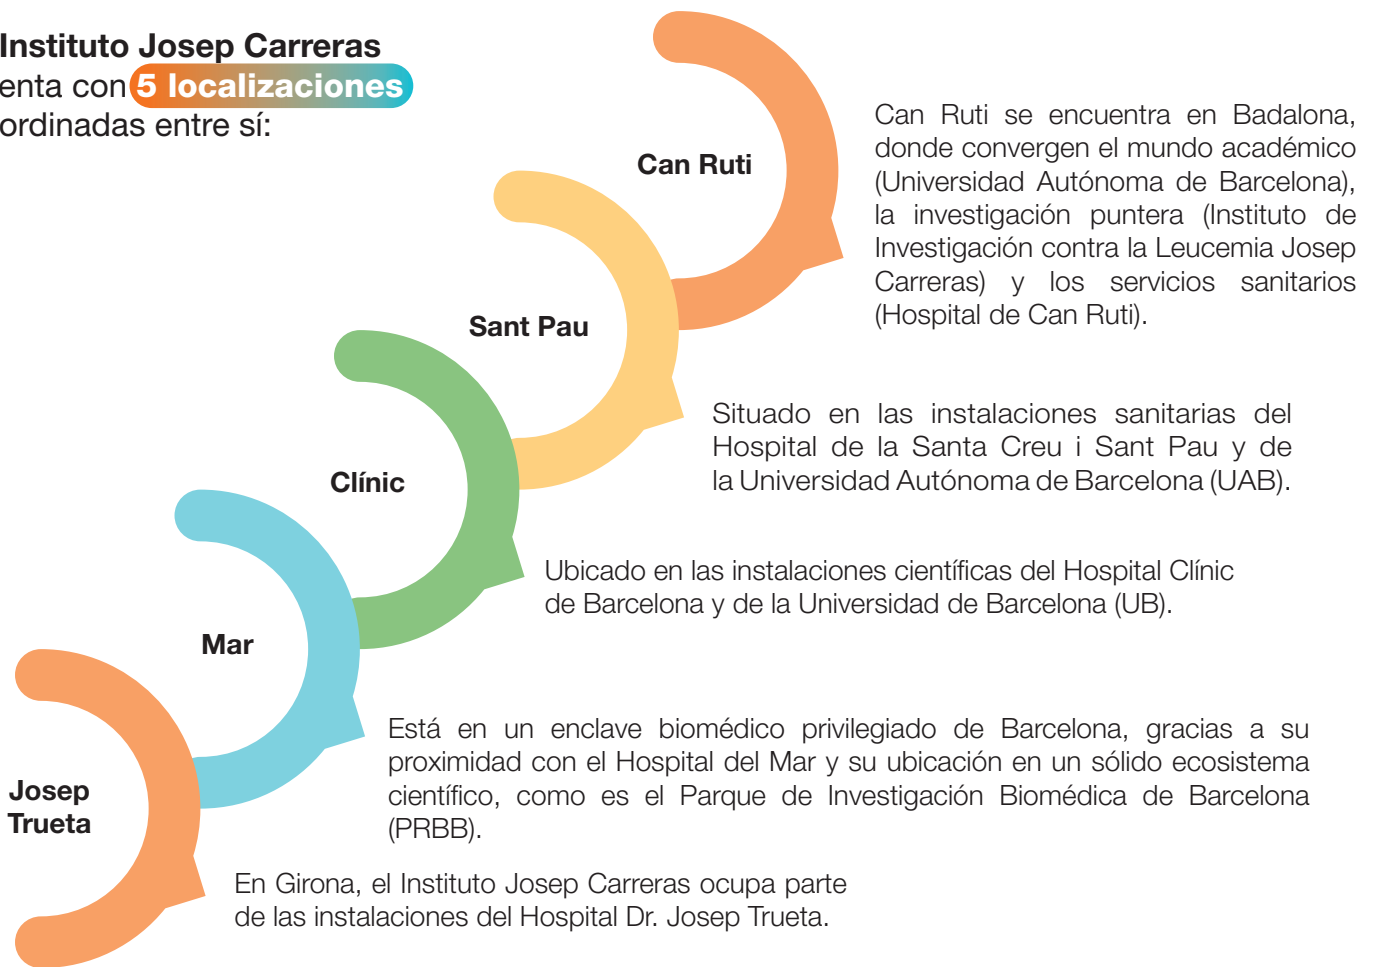 Instituto Josep Carreras
enta con 5 localizaciones
ordinadas entre sí:
Can Ruti
Can Ruti se encuentra en Badalona,
donde convergen el mundo académico
(Universidad Autónoma de Barcelona),
la investigación puntera (Instituto de
Investigación contra la Leucemia Josep
Carreras) y los servicios sanitarios
(Hospital de Can Ruti).
Sant Pau
Situado en las instalaciones sanitarias del
Hospital de la Santa Creu i Sant Pau y de
la Universidad Autónoma de Barcelona (UAB).
Clínic
Ubicado en las instalaciones científicas del Hospital Clínic
de Barcelona y de la Universidad de Barcelona (UB).
Mar
Está en un enclave biomédico privilegiado de Barcelona, gracias a su
proximidad con el Hospital del Mar y su ubicación en un sólido ecosistema
científico, como es el Parque de Investigación Biomédica de Barcelona
(PRBB).
Josep
Trueta
En Girona, el Instituto Josep Carreras ocupa parte
de las instalaciones del Hospital Dr. Josep Trueta.